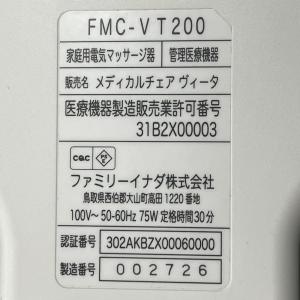 FMC-VT200
家庭用電気マッサージ器 管理医療機器
販売名 メディカルチェア ヴィータ
医療機器製造販売業許可番号
31B2X00003
cqc
ファミリーイナダ株式会社
鳥取県西伯郡大山町高田1220番地
100V～50-60Hz 75W 定格時間30分
認証番号 302AKBZX00060000
製造番号 002726